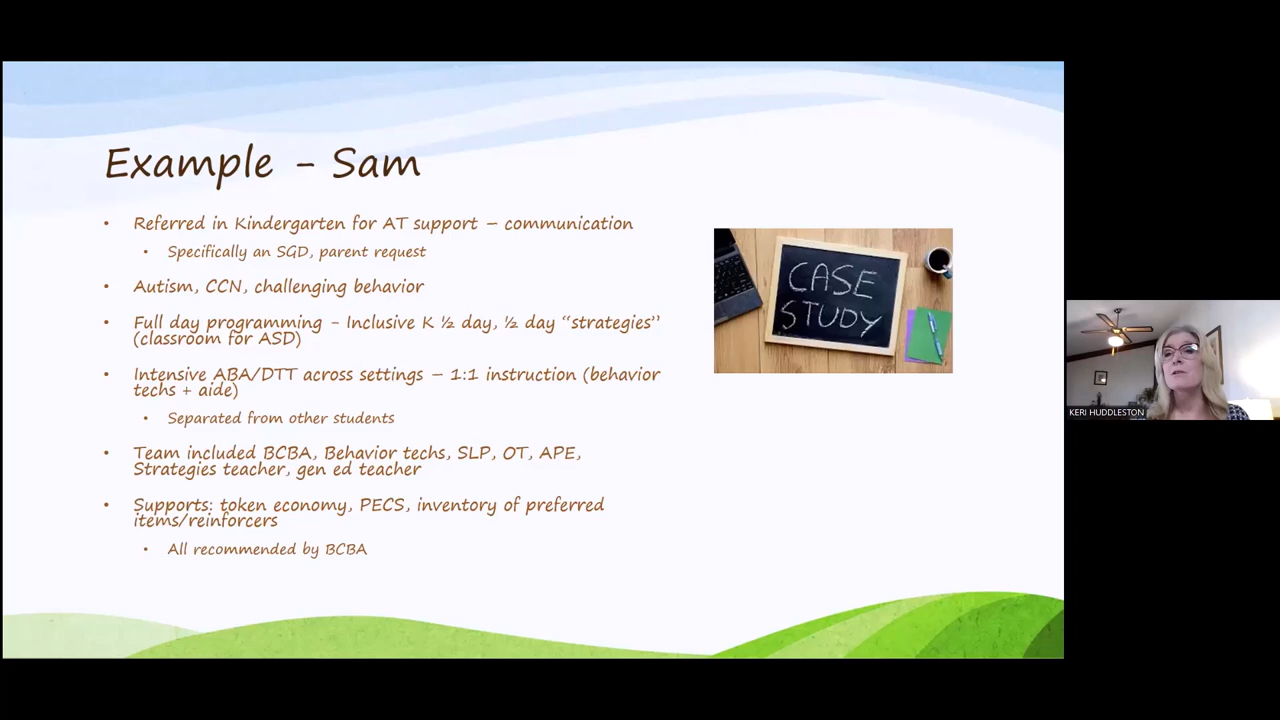 Example - Sam
• Referred in Kindergarten for AT support – communication
• Specifically an SGD, parent request
• Autism, CCN, challenging behavior
• Full day programming - Inclusive K ½ day, ½ day “strategies”
(classroom for ASD)
• Intensive ABA/DTT across settings – 1:1 instruction (behavior
techs + aide)
• Separated from other students
• Team included BCBA, Behavior techs, SLP, OT, APE,
Strategies teacher, gen ed teacher
• Supports: token economy, PECS, inventory of preferred
items/reinforcers
• All recommended by BCBA
CASE
STUDY
KERI HUDDLESTON